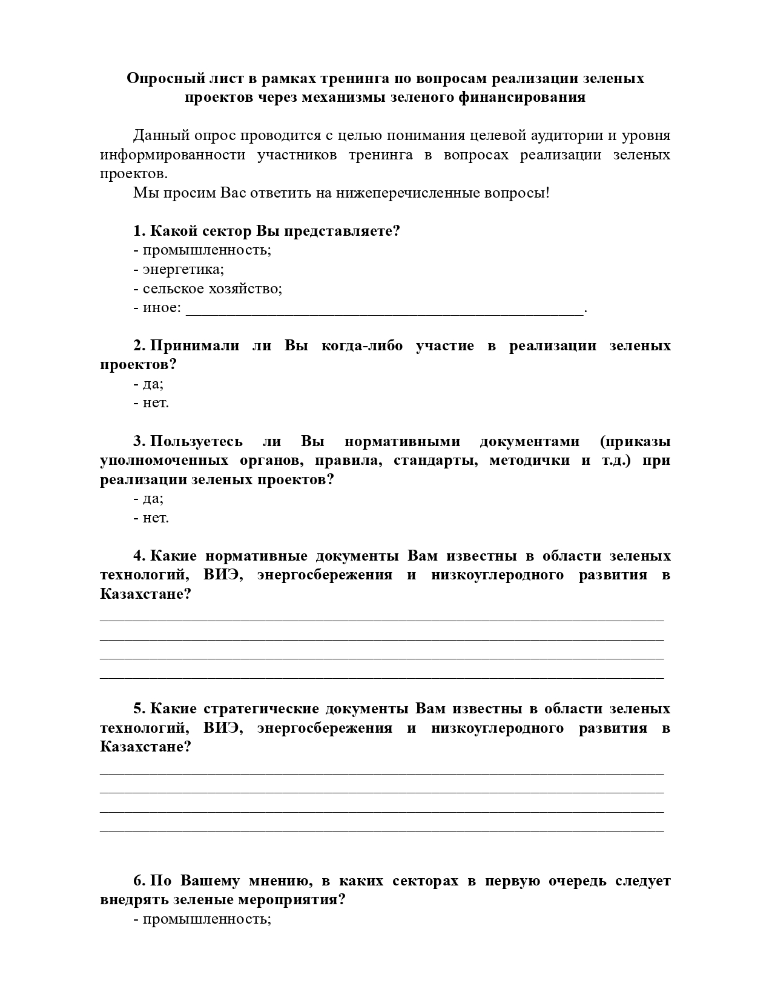 Опросный лист в рамках тренинга по вопросам реализации зеленых
проектов через механизмы зеленого финансирования
Данный опрос проводится с целью понимания целевой аудитории и уровня
информированности участников тренинга в вопросах реализации зеленых
проектов.
Мы просим Вас ответить на нижеперечисленные вопросы!
1. Какой сектор Вы представляете?
- промышленность;
- энергетика;
- сельское хозяйство;
- иное: ________________________________________________.
2. Принимали ли Вы когда-либо участие в реализации зеленых
проектов?
- да;
- нет.
3. Пользуетесь ли Вы нормативными документами (приказы
уполномоченных органов, правила, стандарты, методички и т.д.) при
реализации зеленых проектов?
- да;
- нет.
4. Какие нормативные документы Вам известны в области зеленых
технологий, ВИЭ, энергосбережения и низкоуглеродного развития в
Казахстане?
____________________________________________________________________
____________________________________________________________________
____________________________________________________________________
____________________________________________________________________
5. Какие стратегические документы Вам известны в области зеленых
технологий, ВИЭ, энергосбережения и низкоуглеродного развития в
Казахстане?
____________________________________________________________________
____________________________________________________________________
____________________________________________________________________
____________________________________________________________________
6. По Вашему мнению, в каких секторах в первую очередь следует
внедрять зеленые мероприятия?
- промышленность;